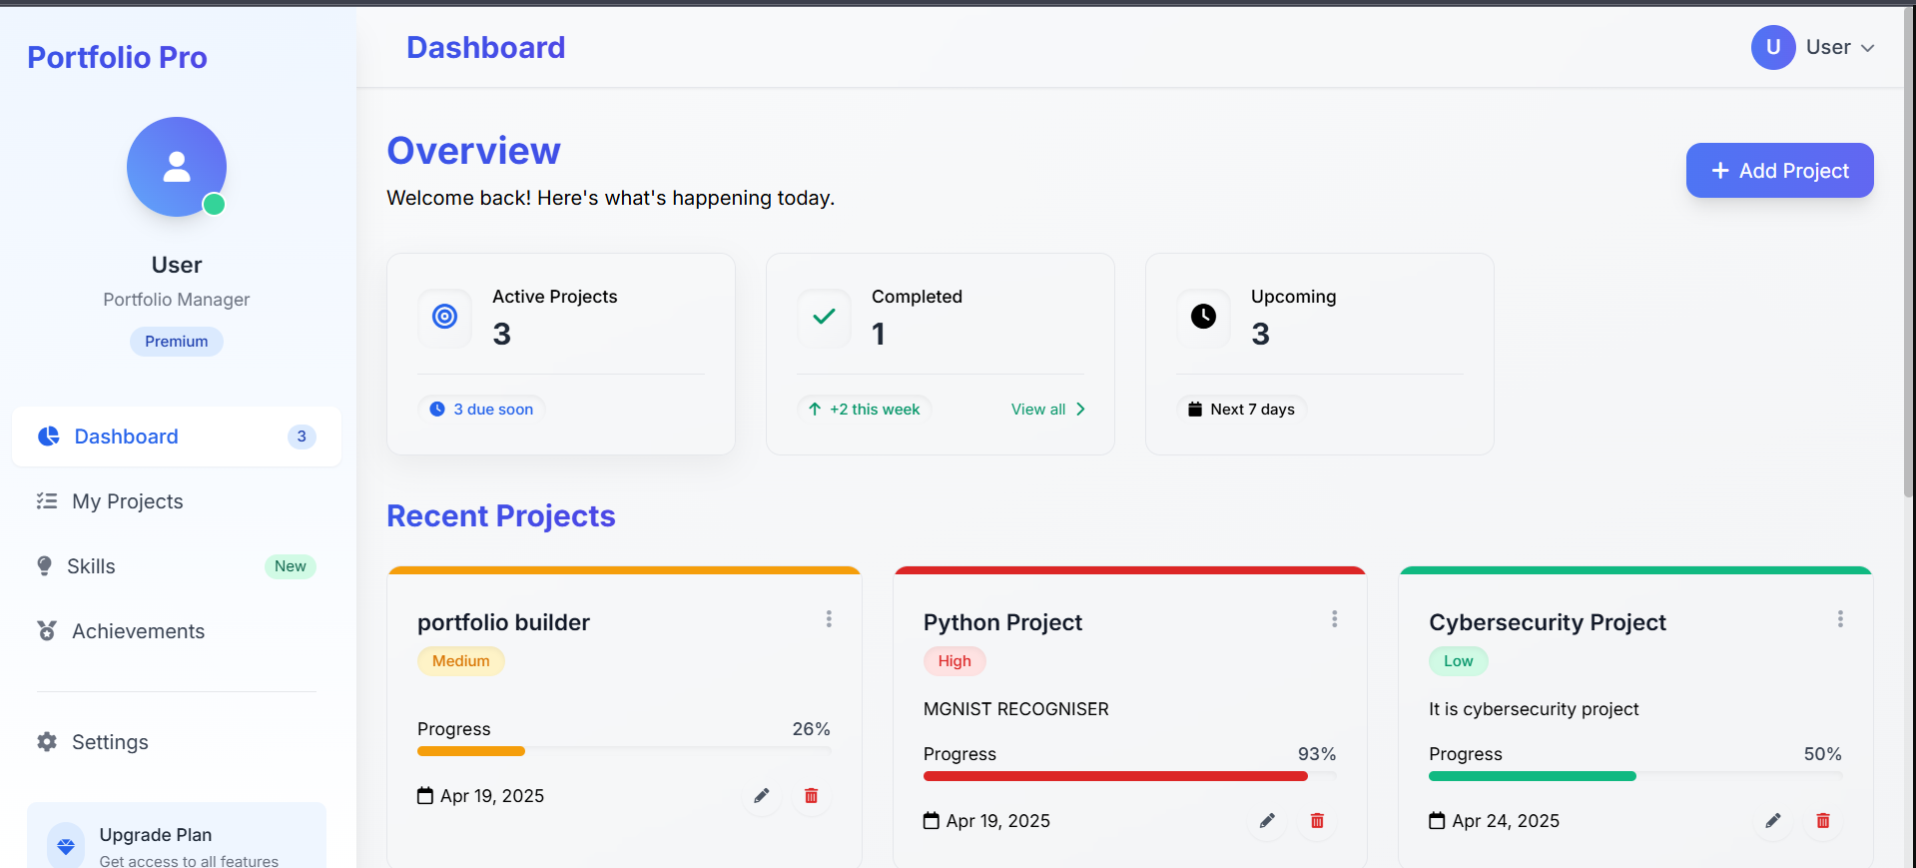 Portfolio Pro
User
Portfolio Manager
Premium
Dashboard 3
My Projects
Skills New
Achievements
Settings
Upgrade Plan
Get access to all features
Dashboard
U User
Overview
Welcome back! Here's what's happening today.
+ Add Project
Active Projects
3
3 due soon
Completed
1
+2 this week View all
Upcoming
3
Next 7 days
Recent Projects
portfolio builder
Medium
Progress 26%
Apr 19, 2025
Python Project
High
MGNIST RECOGNISER
Progress 93%
Apr 19, 2025
Cybersecurity Project
Low
It is cybersecurity project
Progress 50%
Apr 24, 2025